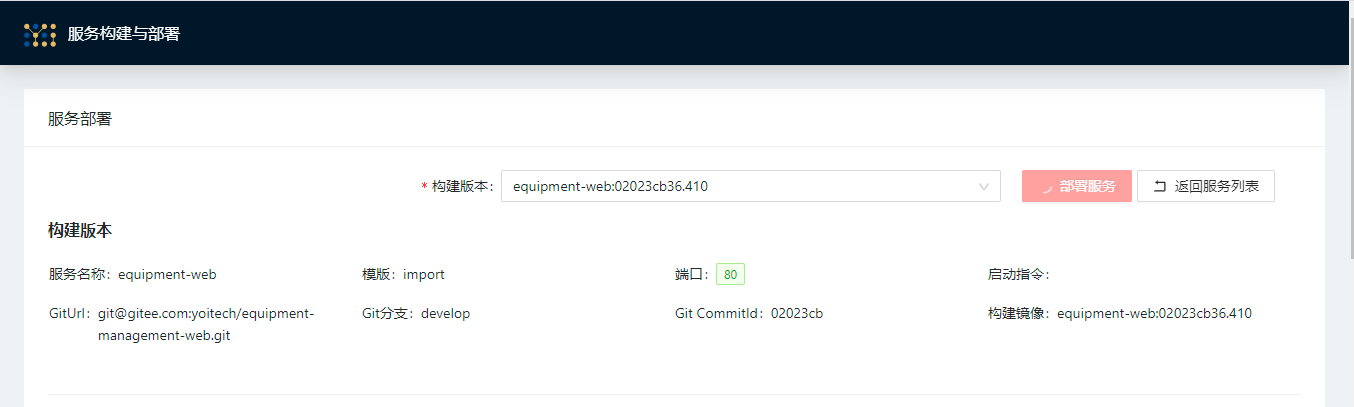 服务构建与部署
服务部署
* 构建版本： equipment-web:02023cb36.410 部署服务 返回服务列表
构建版本
服务名称：equipment-web 模版：import 端口： 80 启动指令：
GitUrl： git@gitee.com:yoitech/equipment- Git分支：develop Git CommitId：02023cb 构建镜像：equipment-web:02023cb36.410
management-web.git